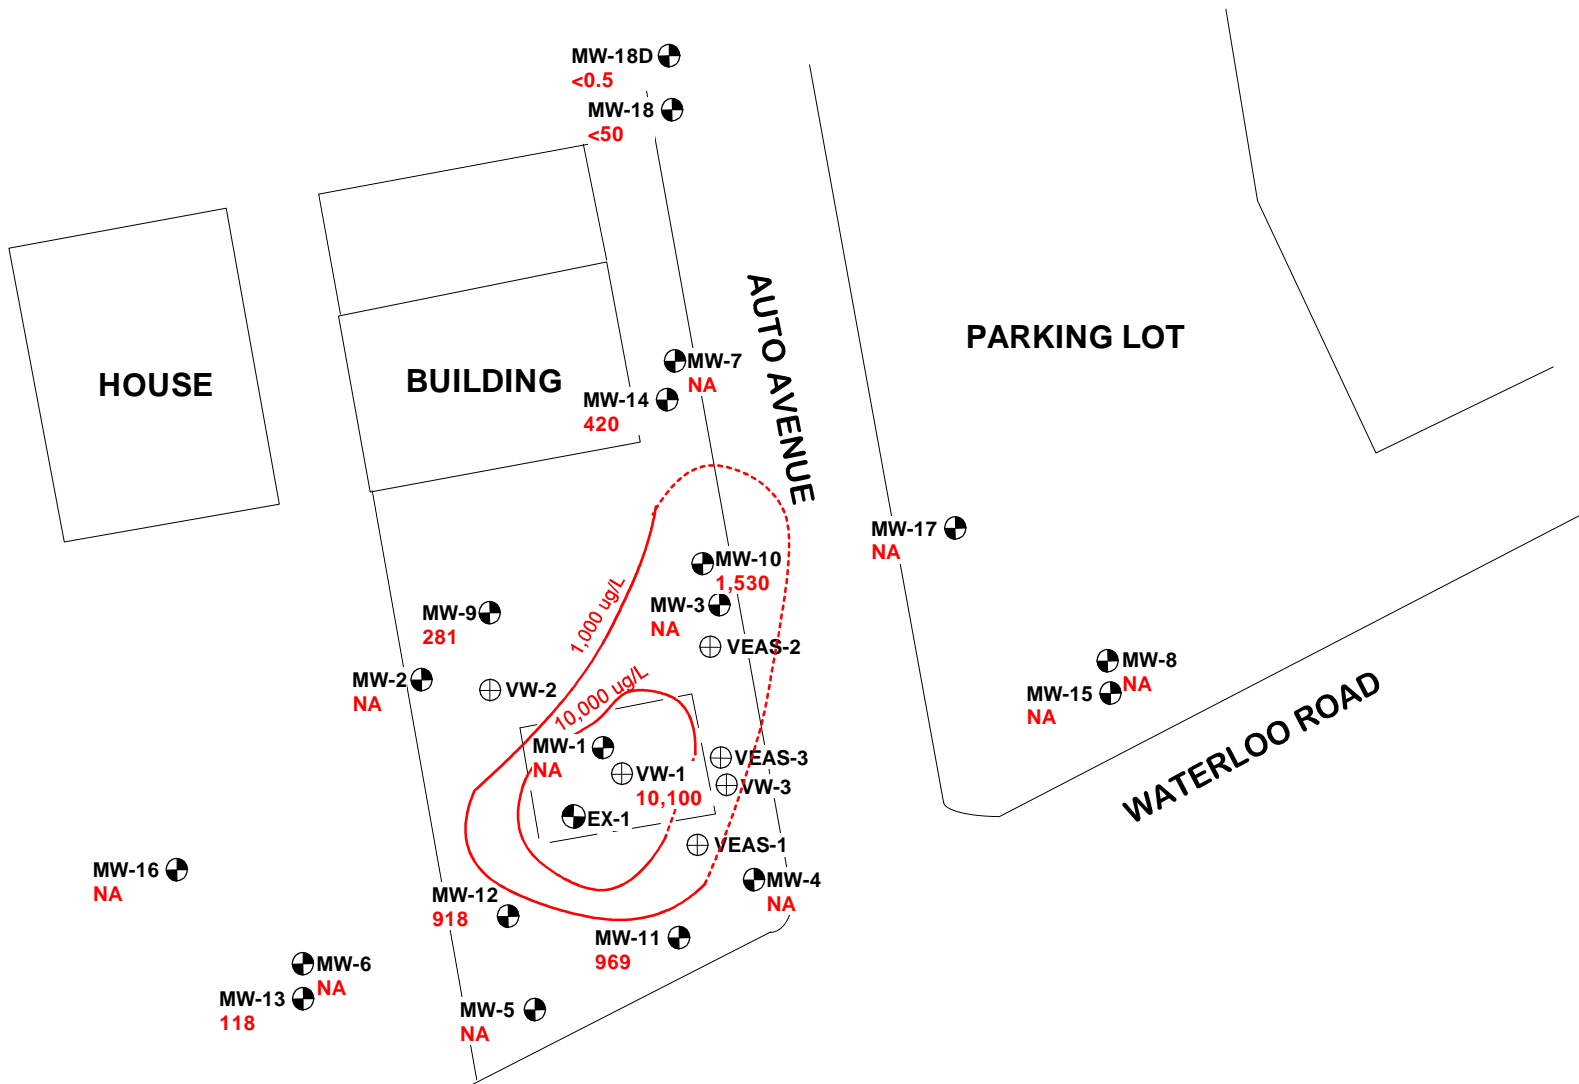 MW-18D
<0.5
MW-18
<50
AUTO AVENUE
PARKING LOT
HOUSE
BUILDING
MW-7
NA
MW-14
420
MW-17
NA
MW-10
1,530
MW-3
NA
1,000 ug/L
MW-9
281
VEAS-2
MW-2
NA
VW-2
10,000 ug/L
MW-8
NA
MW-15
NA
WATERLOO ROAD
MW-1
NA
VW-1
10,100
VEAS-3
VW-3
EX-1
VEAS-1
MW-16
NA
MW-4
NA
MW-12
918
MW-11
969
MW-6
NA
MW-13
118
MW-5
NA